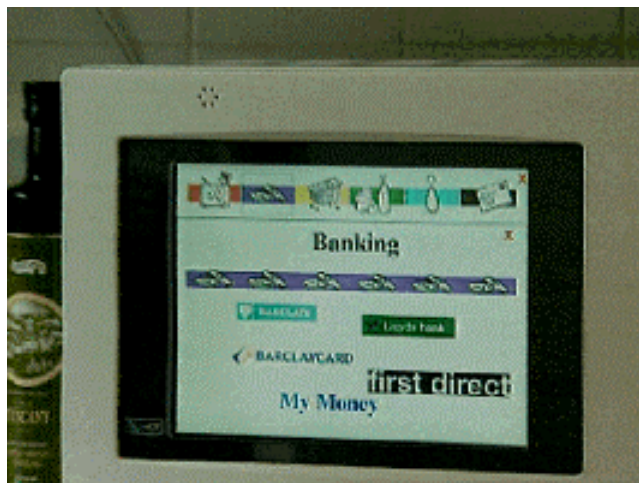 x
Banking
x
BARCLAYS
Lloyds bank
BARCLAYCARD
first direct
My Money